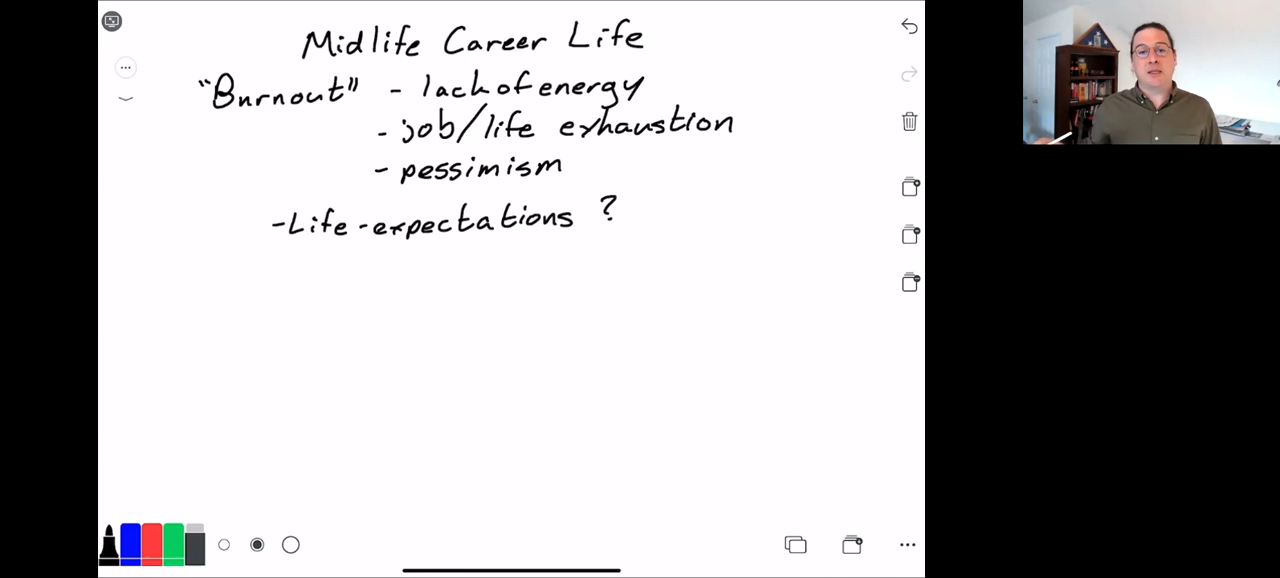 Midlife Career Life
"Burnout" - lack of energy
- job/life exhaustion
- pessimism
- Life - expectations ?